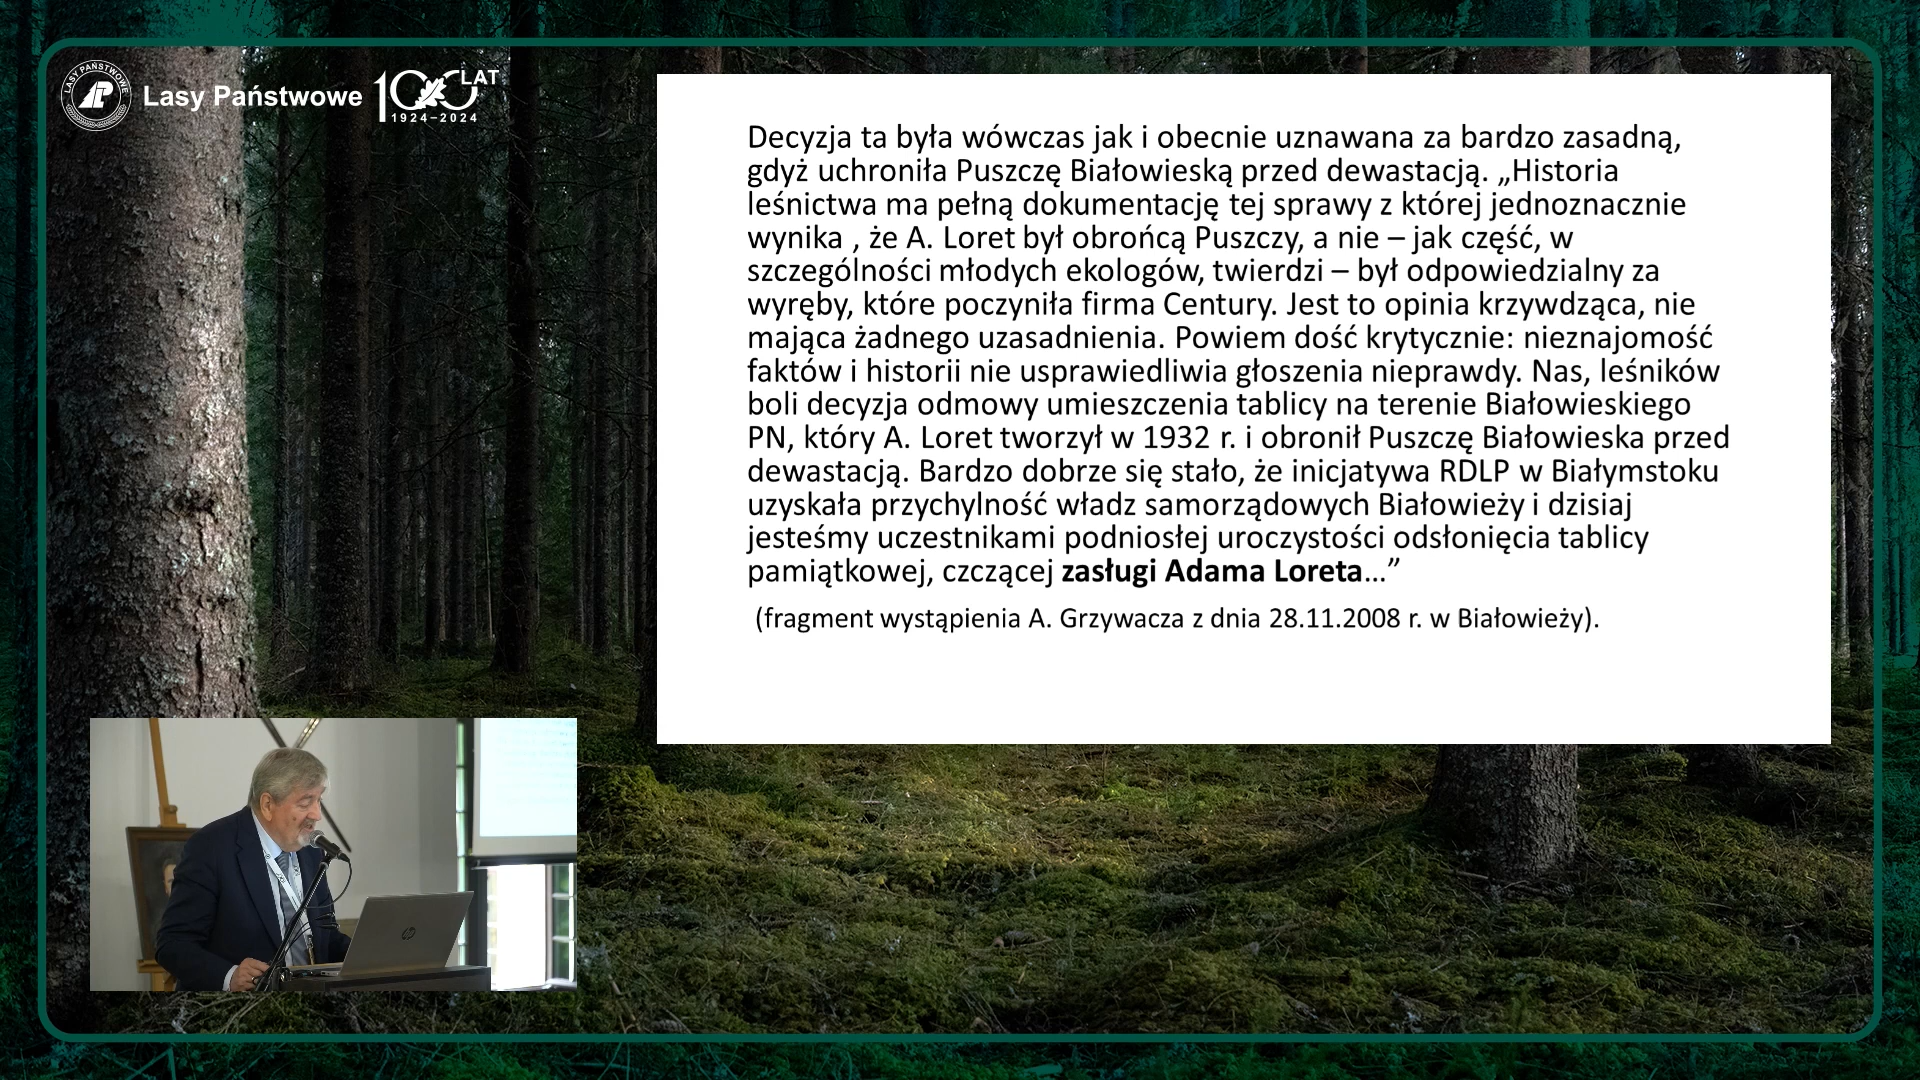 LASY PAŃSTWOWE
LP
Lasy Państwowe
100 LAT
1924–2024
Decyzja ta była wówczas jak i obecnie uznawana za bardzo zasadną,
gdyż uchroniła Puszczę Białowieską przed dewastacją. „Historia
leśnictwa ma pełną dokumentację tej sprawy z której jednoznacznie
wynika , że A. Loret był obrońcą Puszczy, a nie – jak część, w
szczególności młodych ekologów, twierdzi – był odpowiedzialny za
wyręby, które poczyniła firma Century. Jest to opinia krzywdząca, nie
mająca żadnego uzasadnienia. Powiem dość krytycznie: nieznajomość
faktów i historii nie usprawiedliwia głoszenia nieprawdy. Nas, leśników
boli decyzja odmowy umieszczenia tablicy na terenie Białowieskiego
PN, który A. Loret tworzył w 1932 r. i obronił Puszczę Białowieska przed
dewastacją. Bardzo dobrze się stało, że inicjatywa RDLP w Białymstoku
uzyskała przychylność władz samorządowych Białowieży i dzisiaj
jesteśmy uczestnikami podniosłej uroczystości odsłonięcia tablicy
pamiątkowej, czczącej zasługi Adama Loreta…”
(fragment wystąpienia A. Grzywacza z dnia 28.11.2008 r. w Białowieży).
hp